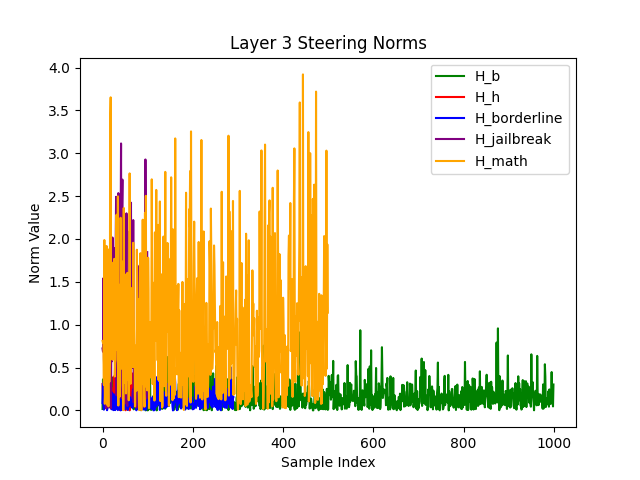 Layer 3 Steering Norms
H_b
H_h
H_borderline
H_jailbreak
H_math
Norm Value
4.0
3.5
3.0
2.5
2.0
1.5
1.0
0.5
0.0
0 200 400 600 800 1000
Sample Index